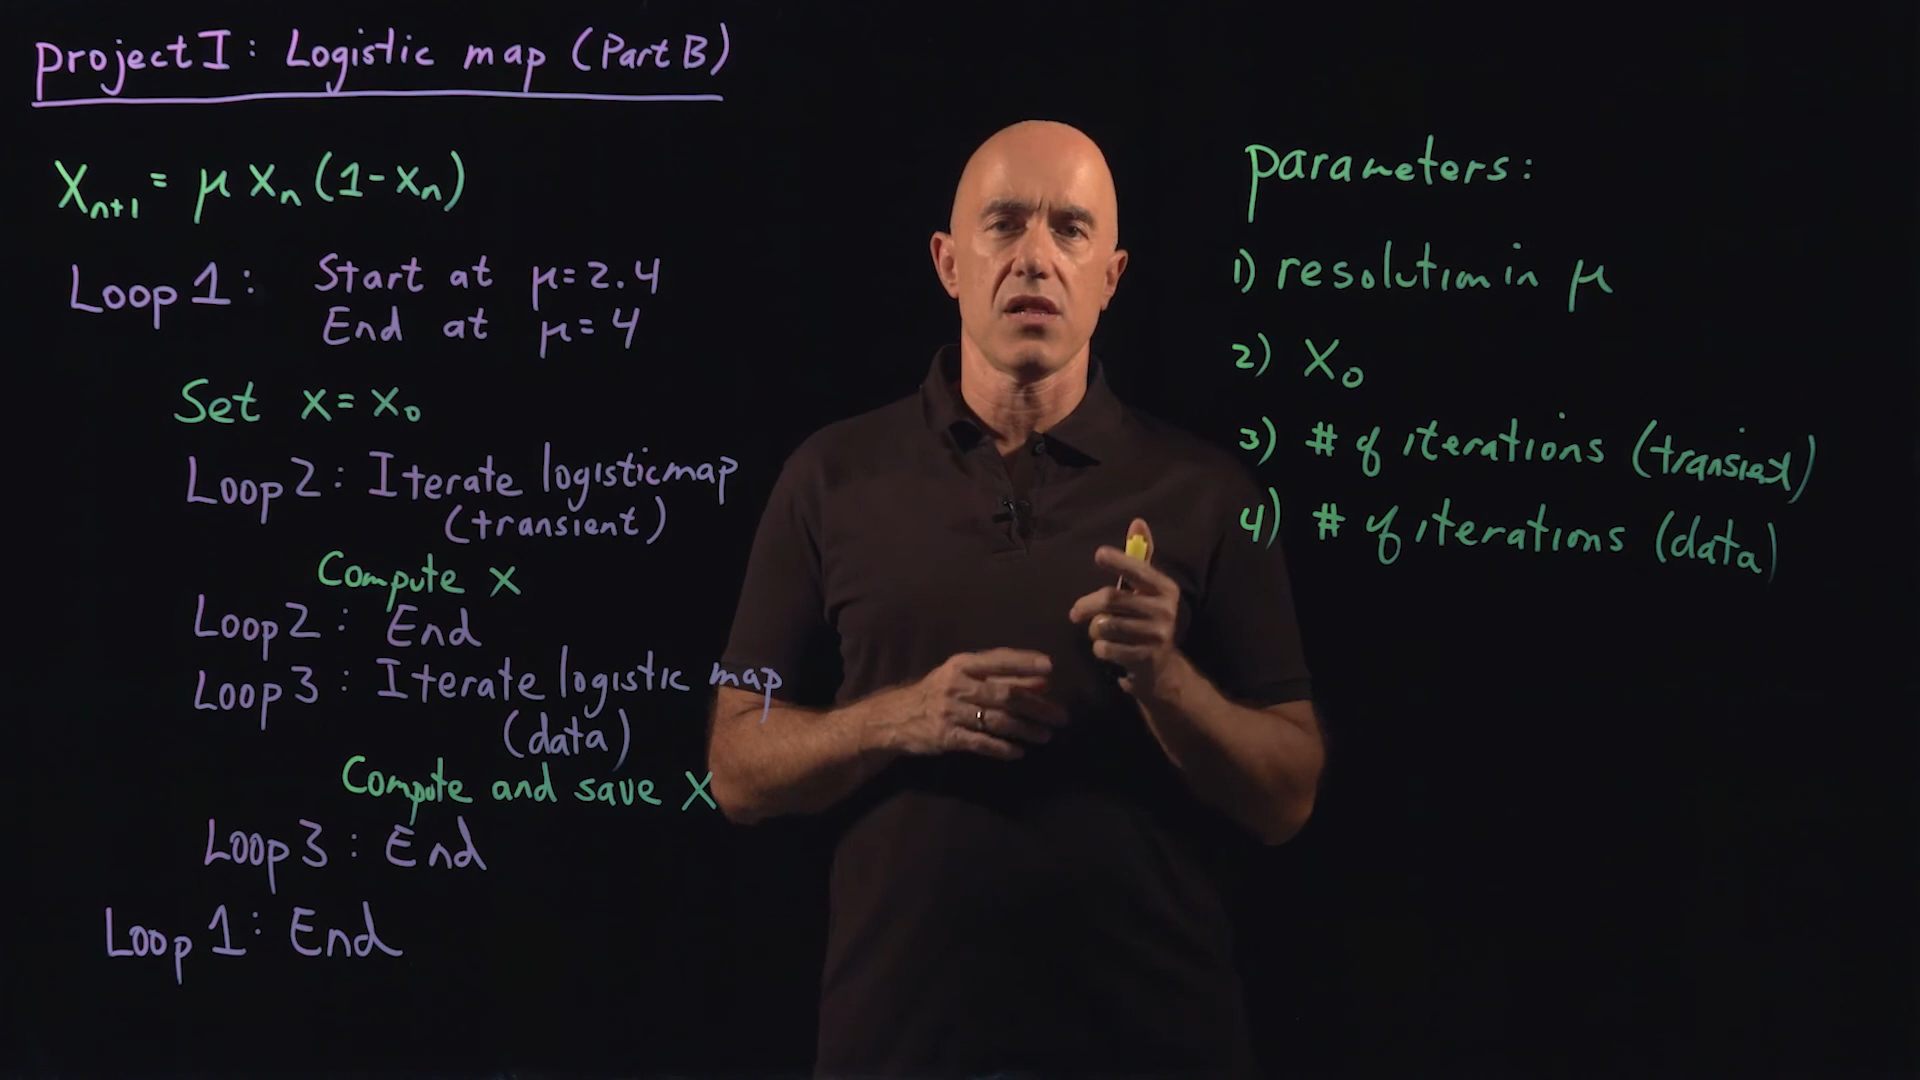 Project I: Logistic map (Part B)
Xn+1 = μ Xn (1-Xn)
Loop 1: Start at μ=2.4
End at μ=4
Set X=X0
Loop 2: Iterate logistic map
(transient)
Compute X
Loop 2: End
Loop 3: Iterate logistic map
(data)
Compute and save X
Loop 3: End
Loop 1: End
parameters:
1) resolution in μ
2) X0
3) # of iterations (transient)
4) # of iterations (data)